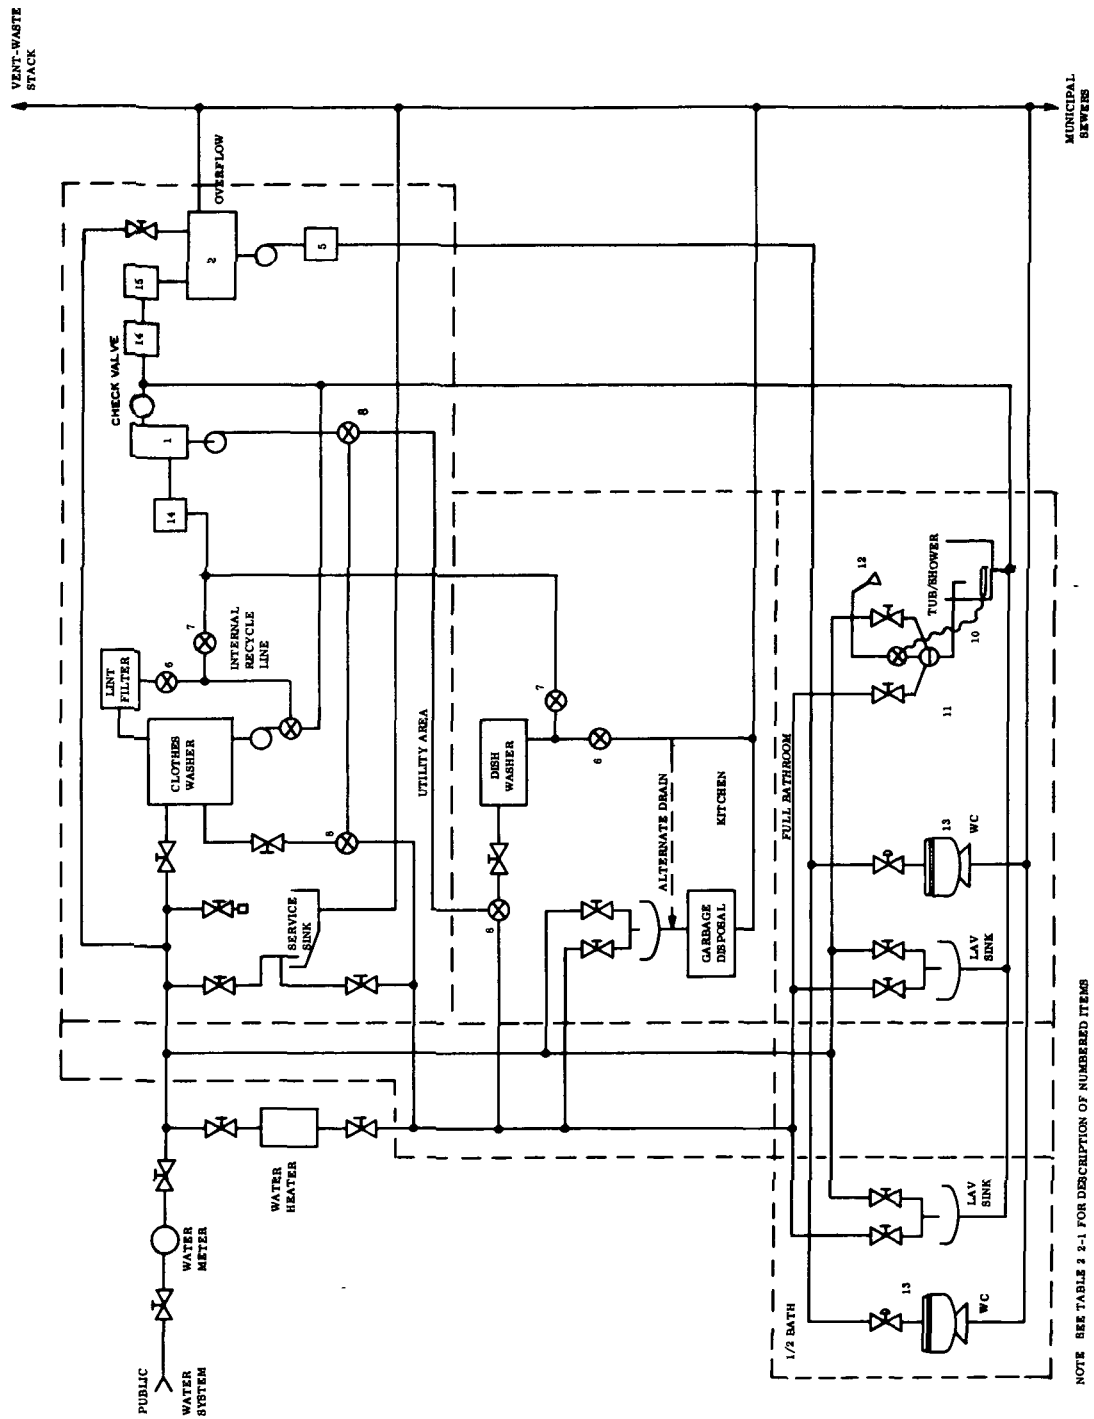 PUBLIC
WATER
SYSTEM
WATER
METER
WATER
HEATER
SERVICE
SINK
CLOTHES
WASHER
LINT
FILTER
6
7
INTERNAL
RECYCLE
LINE
8
8
14
1
CHECK VALVE
14
15
2
5
OVERFLOW
VENT-WASTE
STACK
UTILITY AREA
DISH
WASHER
8
6
7
ALTERNATE DRAIN
GARBAGE
DISPOSAL
KITCHEN
1/2 BATH
13
WC
LAV
SINK
FULL BATHROOM
LAV
SINK
13
WC
11
10
12
TUB/SHOWER
MUNICIPAL
SEWERS
NOTE SEE TABLE 2 2-1 FOR DESCRIPTION OF NUMBERED ITEMS